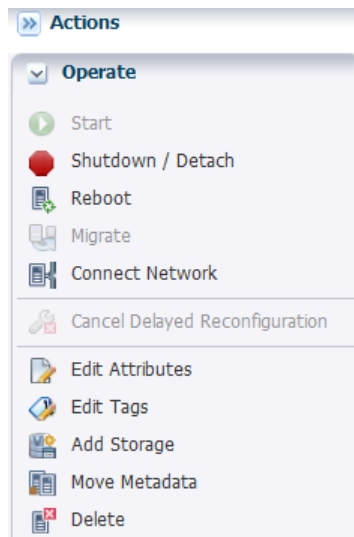 Actions
Operate
Start
Shutdown / Detach
Reboot
Migrate
Connect Network
Cancel Delayed Reconfiguration
Edit Attributes
Edit Tags
Add Storage
Move Metadata
Delete